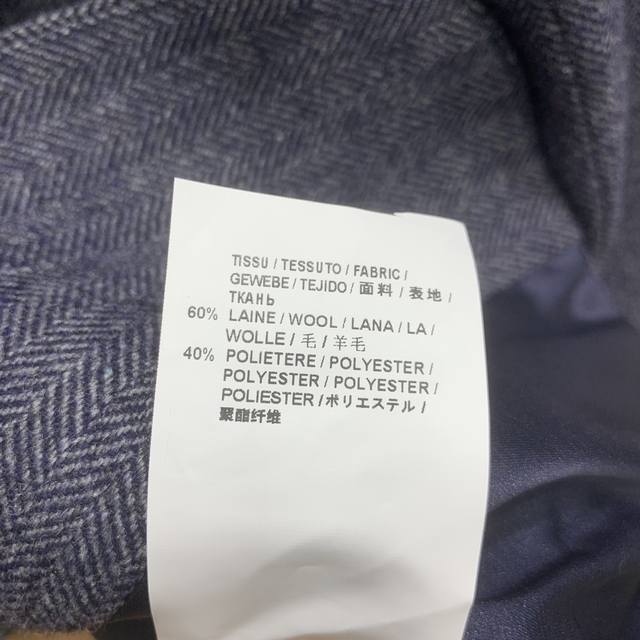 TISSU / TESSUTO / FABRIC /
GEWEBE / TEJIDO / 面料 / 表地 /
TKAHb
60% LAINE / WOOL / LANA / LA /
WOLLE / 毛 / 羊毛
40% POLIETERE / POLYESTER /
POLYESTER / POLYESTER /
POLIESTER / ポリエステル /
聚酯纤维